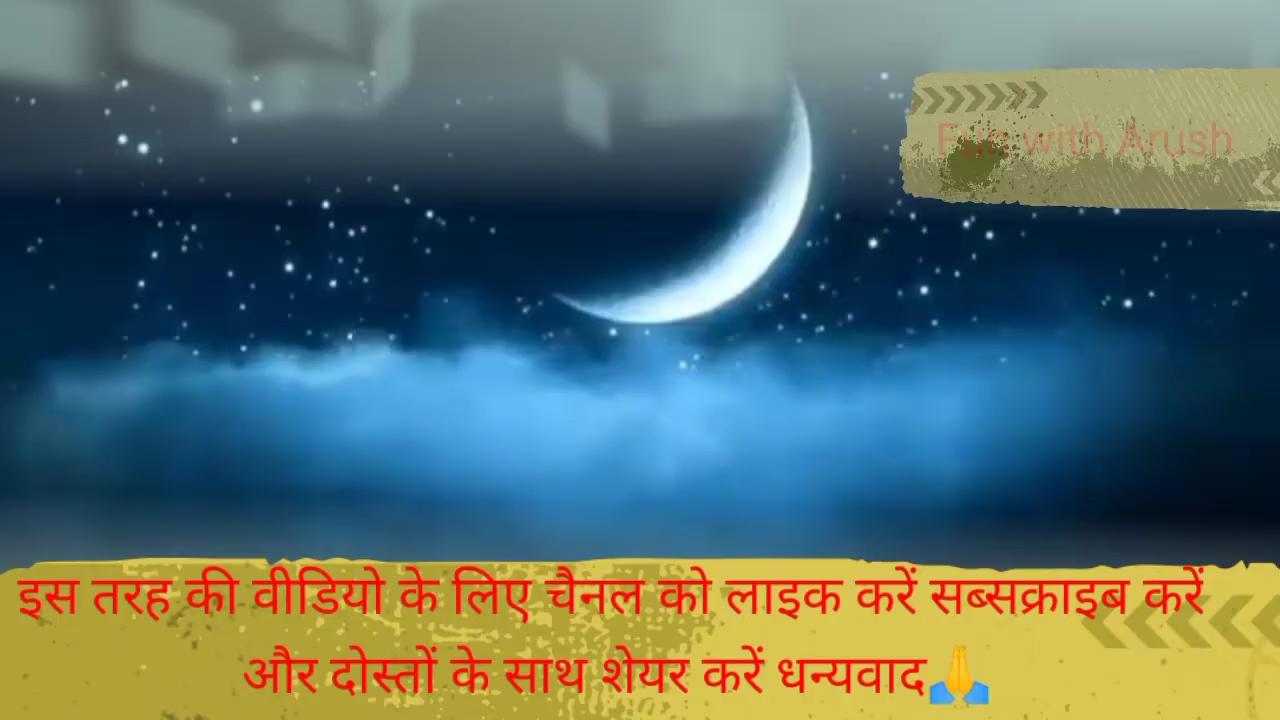 Fun with Arush
इस तरह की वीडियो के लिए चैनल को लाइक करें सब्सक्राइब करें
और दोस्तों के साथ शेयर करें धन्यवाद🙏